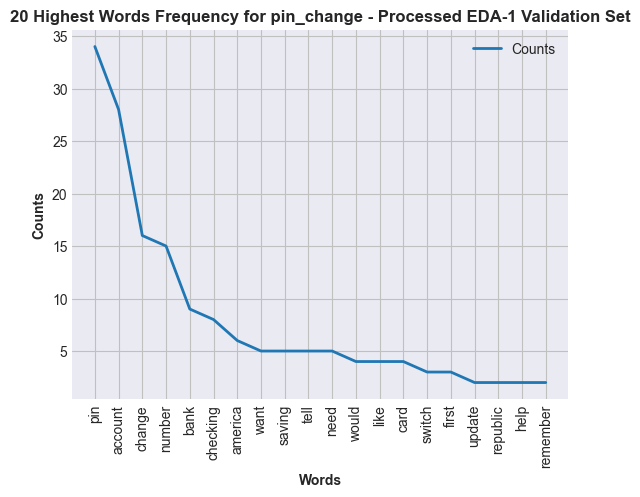 20 Highest Words Frequency for pin_change - Processed EDA-1 Validation Set
Counts
35
30
25
20
15
10
5
Counts
pin
account
change
number
bank
checking
america
want
saving
tell
need
would
like
card
switch
first
update
republic
help
remember
Words